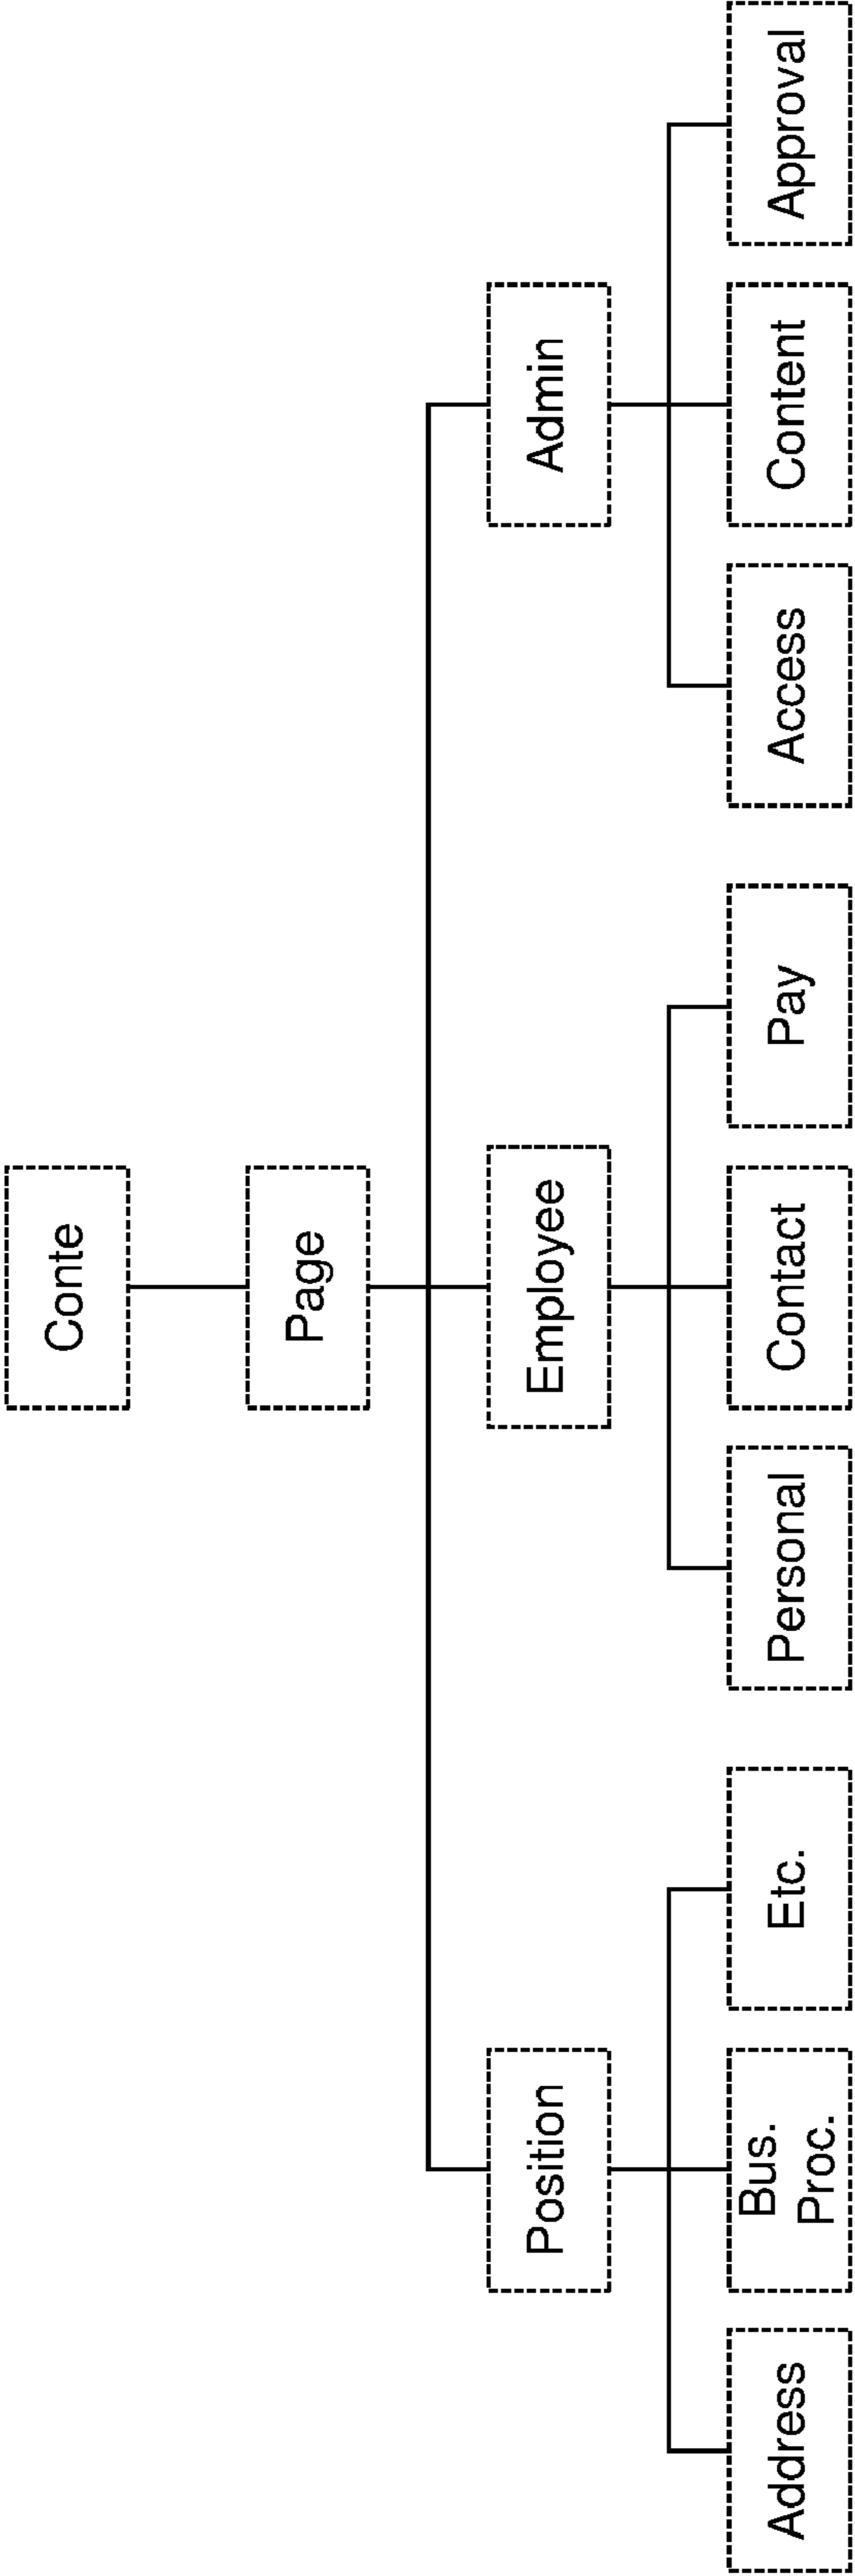 Conte
Page
Position
Employee
Admin
Address
Bus.
Proc.
Etc.
Personal
Contact
Pay
Access
Content
Approval